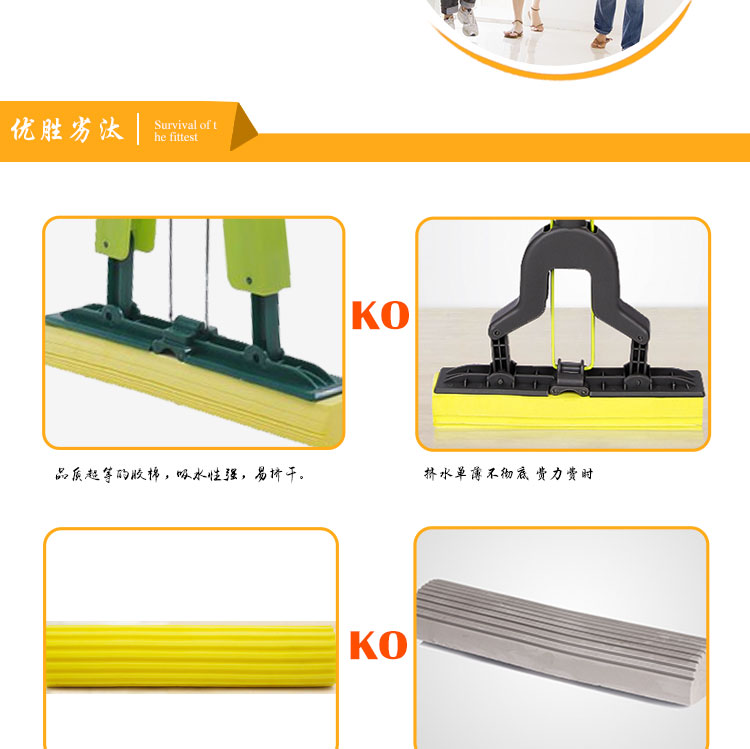 优胜劣汰
Survival of t
he fittest
KO
品质超等的胶棉，吸水性强，易挤干。
挤水单薄不彻底 费力费时
KO